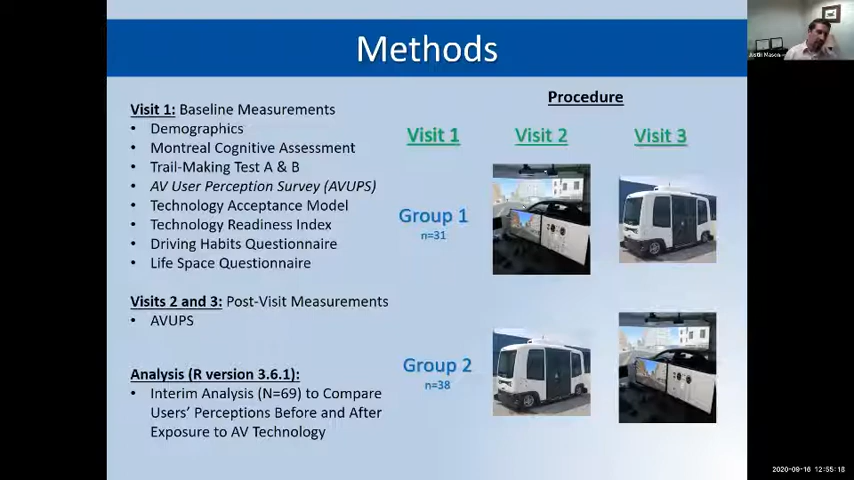 Methods
Visit 1: Baseline Measurements
• Demographics
• Montreal Cognitive Assessment
• Trail-Making Test A & B
• AV User Perception Survey (AVUPS)
• Technology Acceptance Model
• Technology Readiness Index
• Driving Habits Questionnaire
• Life Space Questionnaire
Visits 2 and 3: Post-Visit Measurements
• AVUPS
Analysis (R version 3.6.1):
• Interim Analysis (N=69) to Compare
Users' Perceptions Before and After
Exposure to AV Technology
Procedure
Visit 1 Visit 2 Visit 3
Group 1
n=31
Group 2
n=38
Justin Mason
2020-09-16 12:55:18